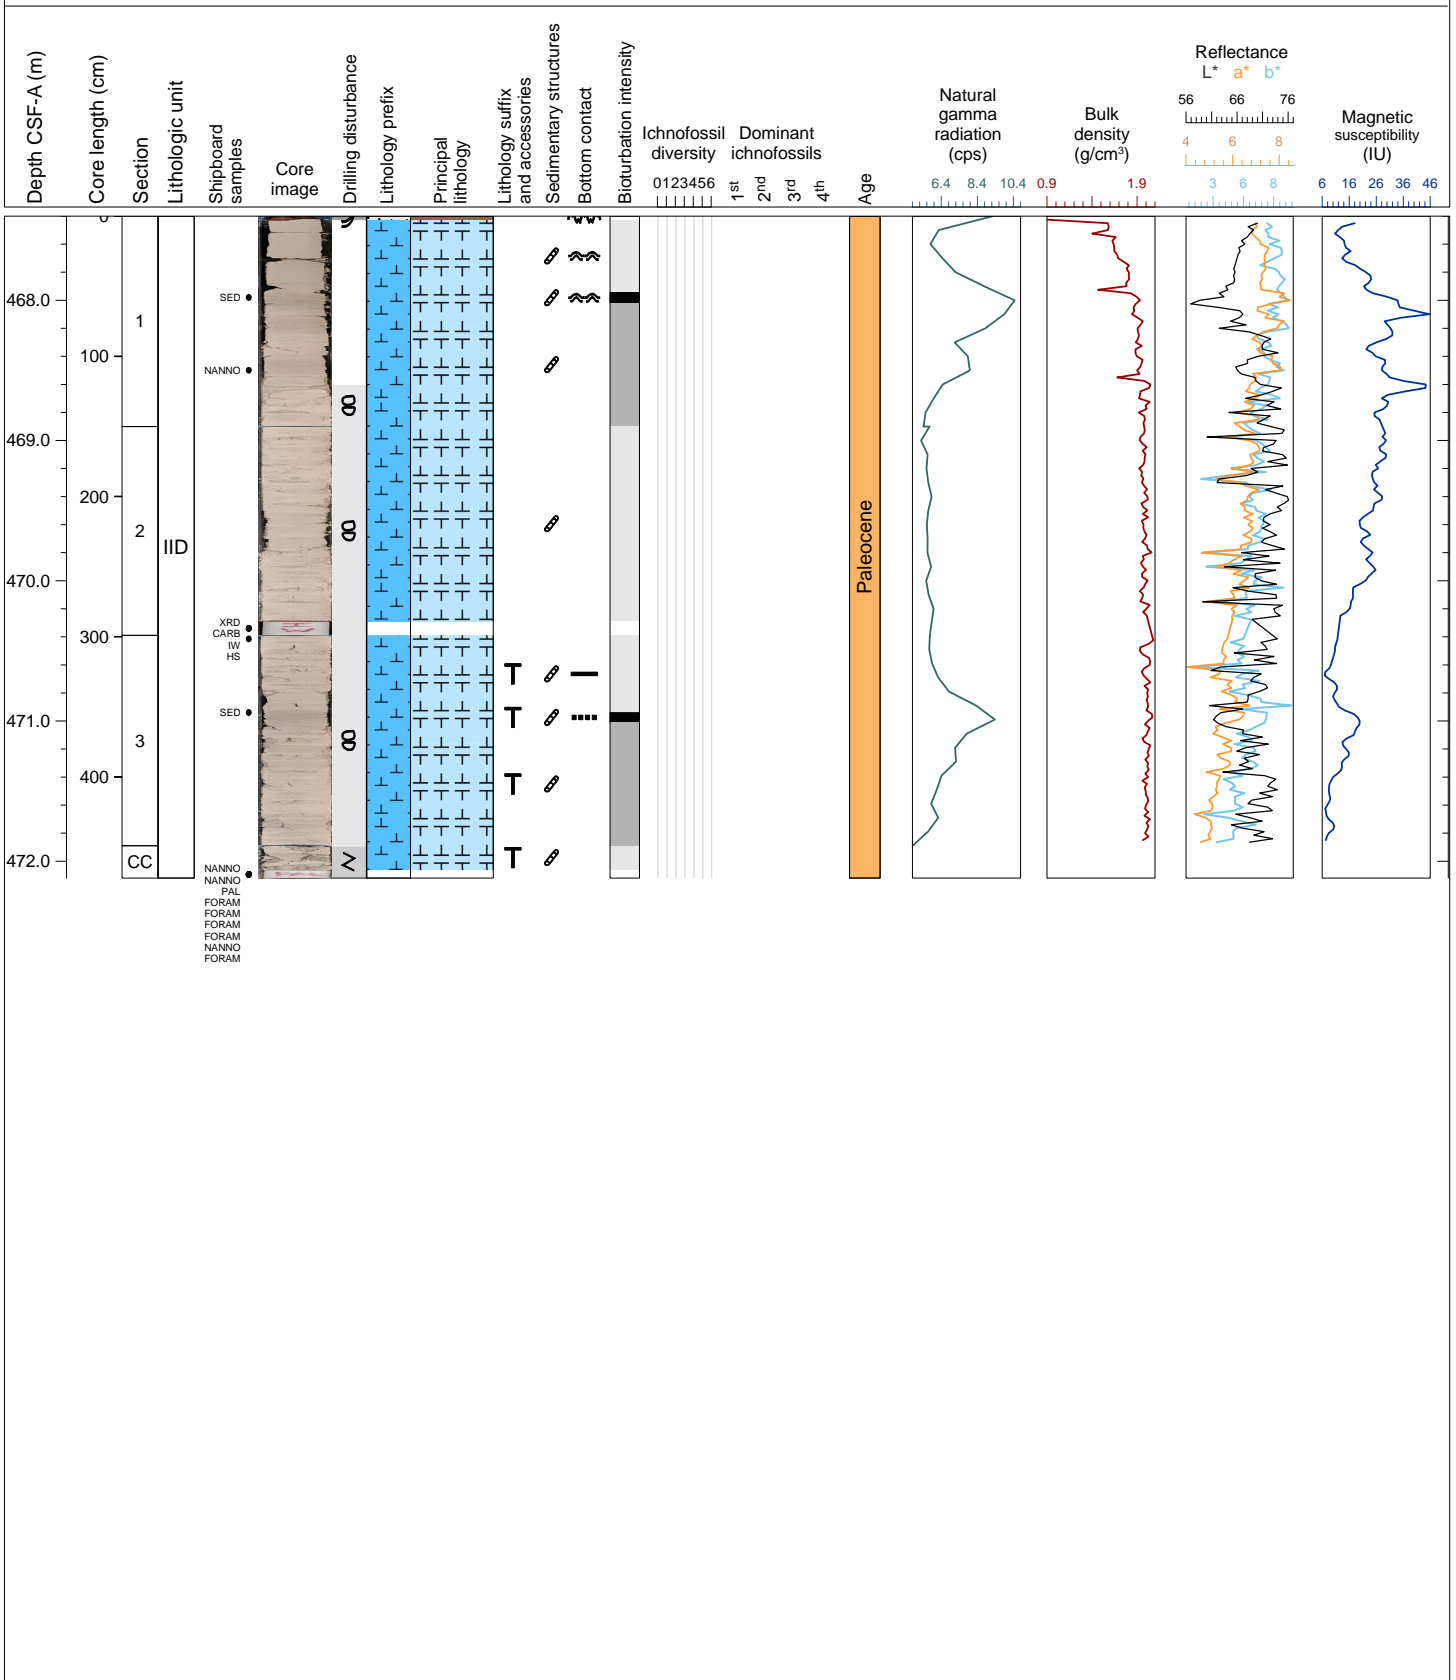 Depth CSF-A (m)
Core length (cm)
Section
Lithologic unit
Shipboard
samples
Core
image
Drilling disturbance
Lithology prefix
Principal
lithology
Lithology suffix
and accessories
Sedimentary structures
Bottom contact
Bioturbation intensity
Ichnofossil
diversity
0123456
Dominant
ichnofossils
1st
2nd
3rd
4th
Age
Natural
gamma
radiation
(cps)
6.4 8.4 10.4
Bulk
density
(g/cm³)
0.9 1.9
Reflectance
L* a* b*
56 66 76
4 6 8
3 6 8
Magnetic
susceptibility
(IU)
6 16 26 36 46
0
468.0
SED
1
100
NANNO
469.0
200
2
IID
470.0
Paleocene
XRD
CARB
300
IW
HS
SED
471.0
3
400
CC
472.0
NANNO
NANNO
PAL
FORAM
FORAM
FORAM
FORAM
NANNO
FORAM